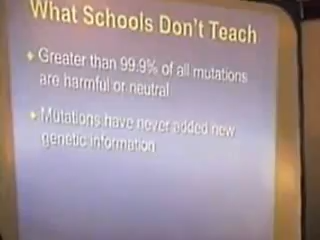 What Schools Don't Teach
Greater than 99.9% of all mutations
are harmful or neutral
Mutations have never added new
genetic information